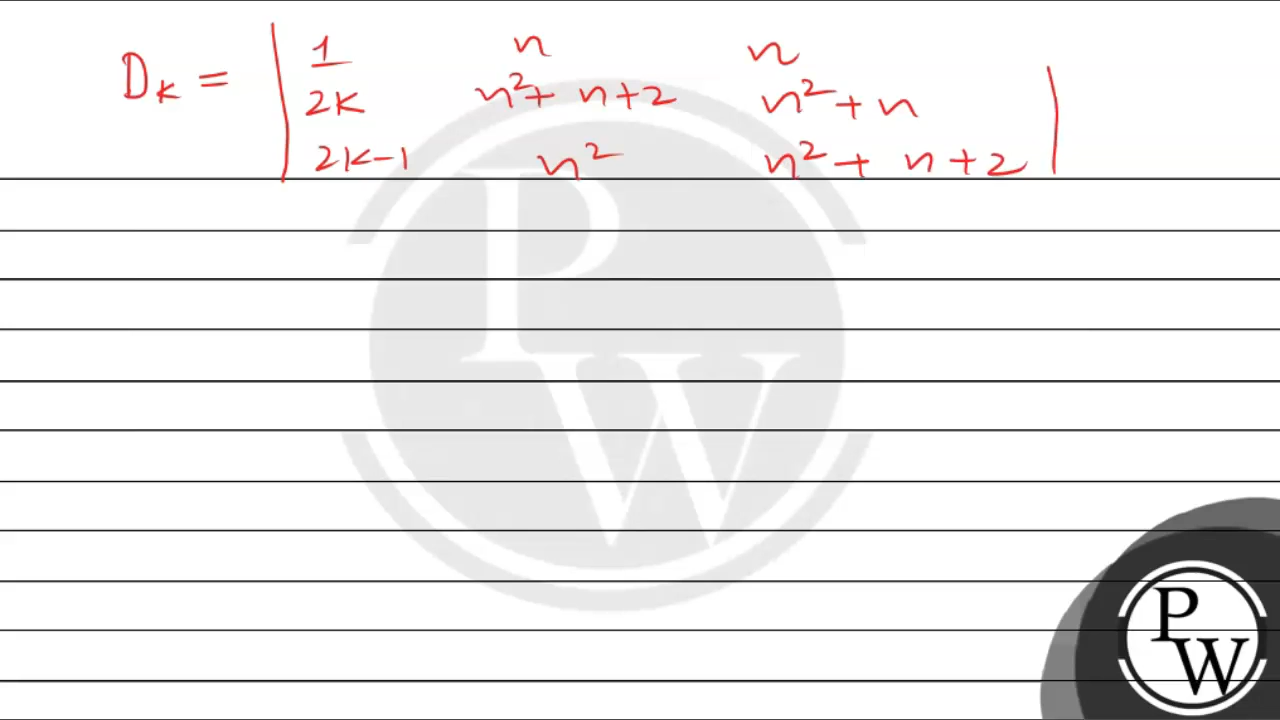 D_k = | 1 n n |
| 2k n² + n + 2 n² + n |
| 2k-1 n² n² + n + 2 |
P
W
P
W